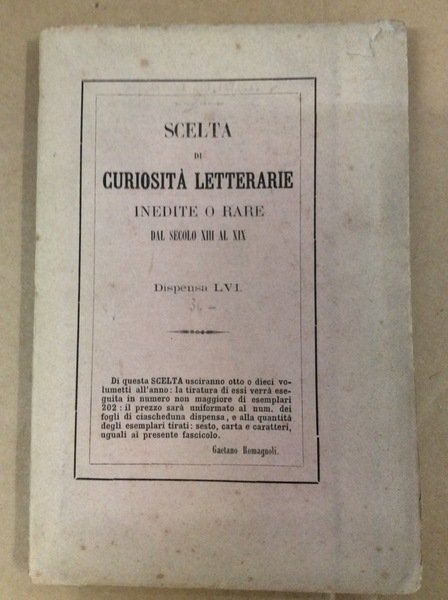 SCELTA
DI
CURIOSITÀ LETTERARIE
INEDITE O RARE
DAL SECOLO XIII AL XIX
Dispensa LVI.
Di questa SCELTA usciranno otto o dieci vo-
lumetti all'anno: la tiratura di essi verrà ese-
guita in numero non maggiore di esemplari
202: il prezzo sarà uniformato al num. dei
fogli di ciascheduna dispensa, e alla quantità
degli esemplari tirati: sesto, carta e caratteri,
uguali al presente fascicolo.
Gaetano Romagnoli.